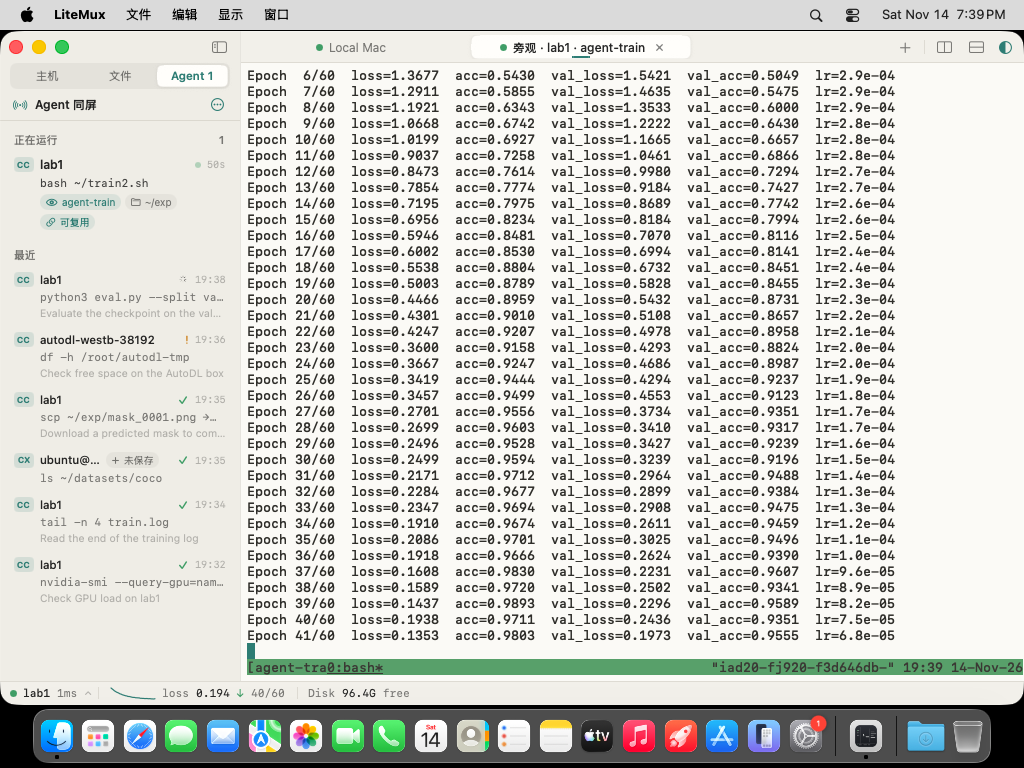 LiteMux 文件 编辑 显示 窗口
Sat Nov 14 7:39 PM
Local Mac
旁观 · lab1 · agent-train ×
主机 文件 Agent 1
Agent 同屏
正在运行 1
CC lab1 50s
bash ~/train2.sh
agent-train ~/exp
可复用
最近
CC lab1 19:38
python3 eval.py --split va…
Evaluate the checkpoint on the val…
CC autodl-westb-38192 ! 19:36
df -h /root/autodl-tmp
Check free space on the AutoDL box
CC lab1 ✓ 19:35
scp ~/exp/mask_0001.png →…
Download a predicted mask to com…
CX ubuntu@… + 未保存 ✓ 19:35
ls ~/datasets/coco
CC lab1 ✓ 19:34
tail -n 4 train.log
Read the end of the training log
CC lab1 ✓ 19:32
nvidia-smi --query-gpu=nam…
Check GPU load on lab1
Epoch 6/60 loss=1.3677 acc=0.5430 val_loss=1.5421 val_acc=0.5049 lr=2.9e-04
Epoch 7/60 loss=1.2911 acc=0.5855 val_loss=1.4635 val_acc=0.5475 lr=2.9e-04
Epoch 8/60 loss=1.1921 acc=0.6343 val_loss=1.3533 val_acc=0.6000 lr=2.9e-04
Epoch 9/60 loss=1.0668 acc=0.6742 val_loss=1.2222 val_acc=0.6430 lr=2.8e-04
Epoch 10/60 loss=1.0199 acc=0.6927 val_loss=1.1665 val_acc=0.6657 lr=2.8e-04
Epoch 11/60 loss=0.9037 acc=0.7258 val_loss=1.0461 val_acc=0.6866 lr=2.8e-04
Epoch 12/60 loss=0.8473 acc=0.7614 val_loss=0.9980 val_acc=0.7294 lr=2.7e-04
Epoch 13/60 loss=0.7854 acc=0.7774 val_loss=0.9184 val_acc=0.7427 lr=2.7e-04
Epoch 14/60 loss=0.7195 acc=0.7975 val_loss=0.8689 val_acc=0.7742 lr=2.6e-04
Epoch 15/60 loss=0.6956 acc=0.8234 val_loss=0.8184 val_acc=0.7994 lr=2.6e-04
Epoch 16/60 loss=0.5946 acc=0.8481 val_loss=0.7070 val_acc=0.8116 lr=2.5e-04
Epoch 17/60 loss=0.6002 acc=0.8530 val_loss=0.6994 val_acc=0.8141 lr=2.4e-04
Epoch 18/60 loss=0.5538 acc=0.8804 val_loss=0.6732 val_acc=0.8451 lr=2.4e-04
Epoch 19/60 loss=0.5003 acc=0.8789 val_loss=0.5828 val_acc=0.8455 lr=2.3e-04
Epoch 20/60 loss=0.4466 acc=0.8959 val_loss=0.5432 val_acc=0.8731 lr=2.3e-04
Epoch 21/60 loss=0.4301 acc=0.9010 val_loss=0.5108 val_acc=0.8657 lr=2.2e-04
Epoch 22/60 loss=0.4247 acc=0.9207 val_loss=0.4978 val_acc=0.8958 lr=2.1e-04
Epoch 23/60 loss=0.3600 acc=0.9158 val_loss=0.4293 val_acc=0.8824 lr=2.0e-04
Epoch 24/60 loss=0.3667 acc=0.9247 val_loss=0.4686 val_acc=0.8987 lr=2.0e-04
Epoch 25/60 loss=0.3419 acc=0.9444 val_loss=0.4294 val_acc=0.9237 lr=1.9e-04
Epoch 26/60 loss=0.3457 acc=0.9499 val_loss=0.4553 val_acc=0.9123 lr=1.8e-04
Epoch 27/60 loss=0.2701 acc=0.9556 val_loss=0.3734 val_acc=0.9351 lr=1.7e-04
Epoch 28/60 loss=0.2699 acc=0.9603 val_loss=0.3410 val_acc=0.9317 lr=1.7e-04
Epoch 29/60 loss=0.2496 acc=0.9528 val_loss=0.3427 val_acc=0.9239 lr=1.6e-04
Epoch 30/60 loss=0.2499 acc=0.9594 val_loss=0.3239 val_acc=0.9196 lr=1.5e-04
Epoch 31/60 loss=0.2171 acc=0.9712 val_loss=0.2964 val_acc=0.9488 lr=1.4e-04
Epoch 32/60 loss=0.2284 acc=0.9677 val_loss=0.2899 val_acc=0.9384 lr=1.3e-04
Epoch 33/60 loss=0.2347 acc=0.9694 val_loss=0.2908 val_acc=0.9475 lr=1.3e-04
Epoch 34/60 loss=0.1910 acc=0.9674 val_loss=0.2611 val_acc=0.9459 lr=1.2e-04
Epoch 35/60 loss=0.2086 acc=0.9701 val_loss=0.3025 val_acc=0.9496 lr=1.1e-04
Epoch 36/60 loss=0.1918 acc=0.9666 val_loss=0.2624 val_acc=0.9390 lr=1.0e-04
Epoch 37/60 loss=0.1608 acc=0.9830 val_loss=0.2231 val_acc=0.9607 lr=9.6e-05
Epoch 38/60 loss=0.1589 acc=0.9720 val_loss=0.2502 val_acc=0.9341 lr=8.9e-05
Epoch 39/60 loss=0.1437 acc=0.9893 val_loss=0.2296 val_acc=0.9589 lr=8.2e-05
Epoch 40/60 loss=0.1938 acc=0.9711 val_loss=0.2436 val_acc=0.9351 lr=7.5e-05
Epoch 41/60 loss=0.1353 acc=0.9803 val_loss=0.1973 val_acc=0.9555 lr=6.8e-05
[agent-tra0:bash* "iad20-fj920-f3d646db-" 19:39 14-Nov-26
lab1 1ms loss 0.194 ↓ 40/60 Disk 96.4G free
Sat
14
tv
1